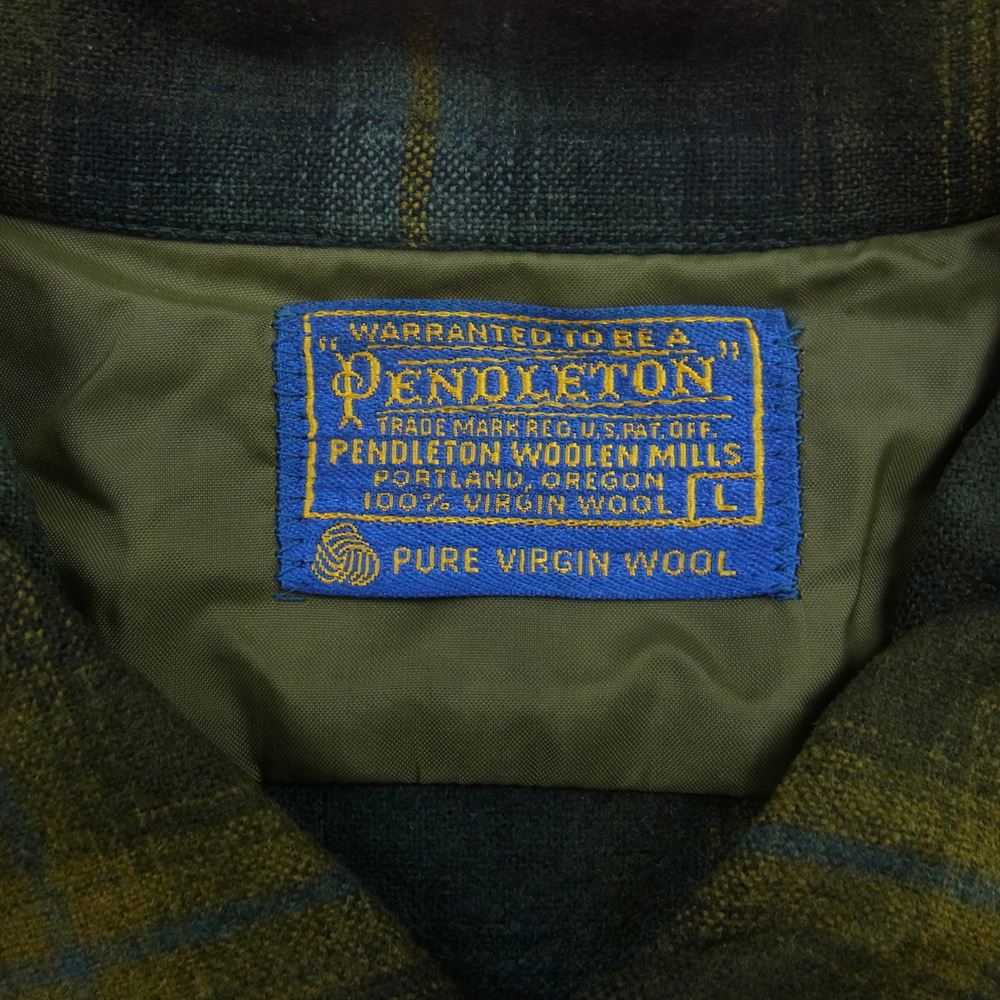 WARRANTED TO BE A
"PENDLETON"
TRADE MARK REG. U.S. PAT. OFF.
PENDLETON WOOLEN MILLS
PORTLAND, OREGON
100% VIRGIN WOOL L
PURE VIRGIN WOOL